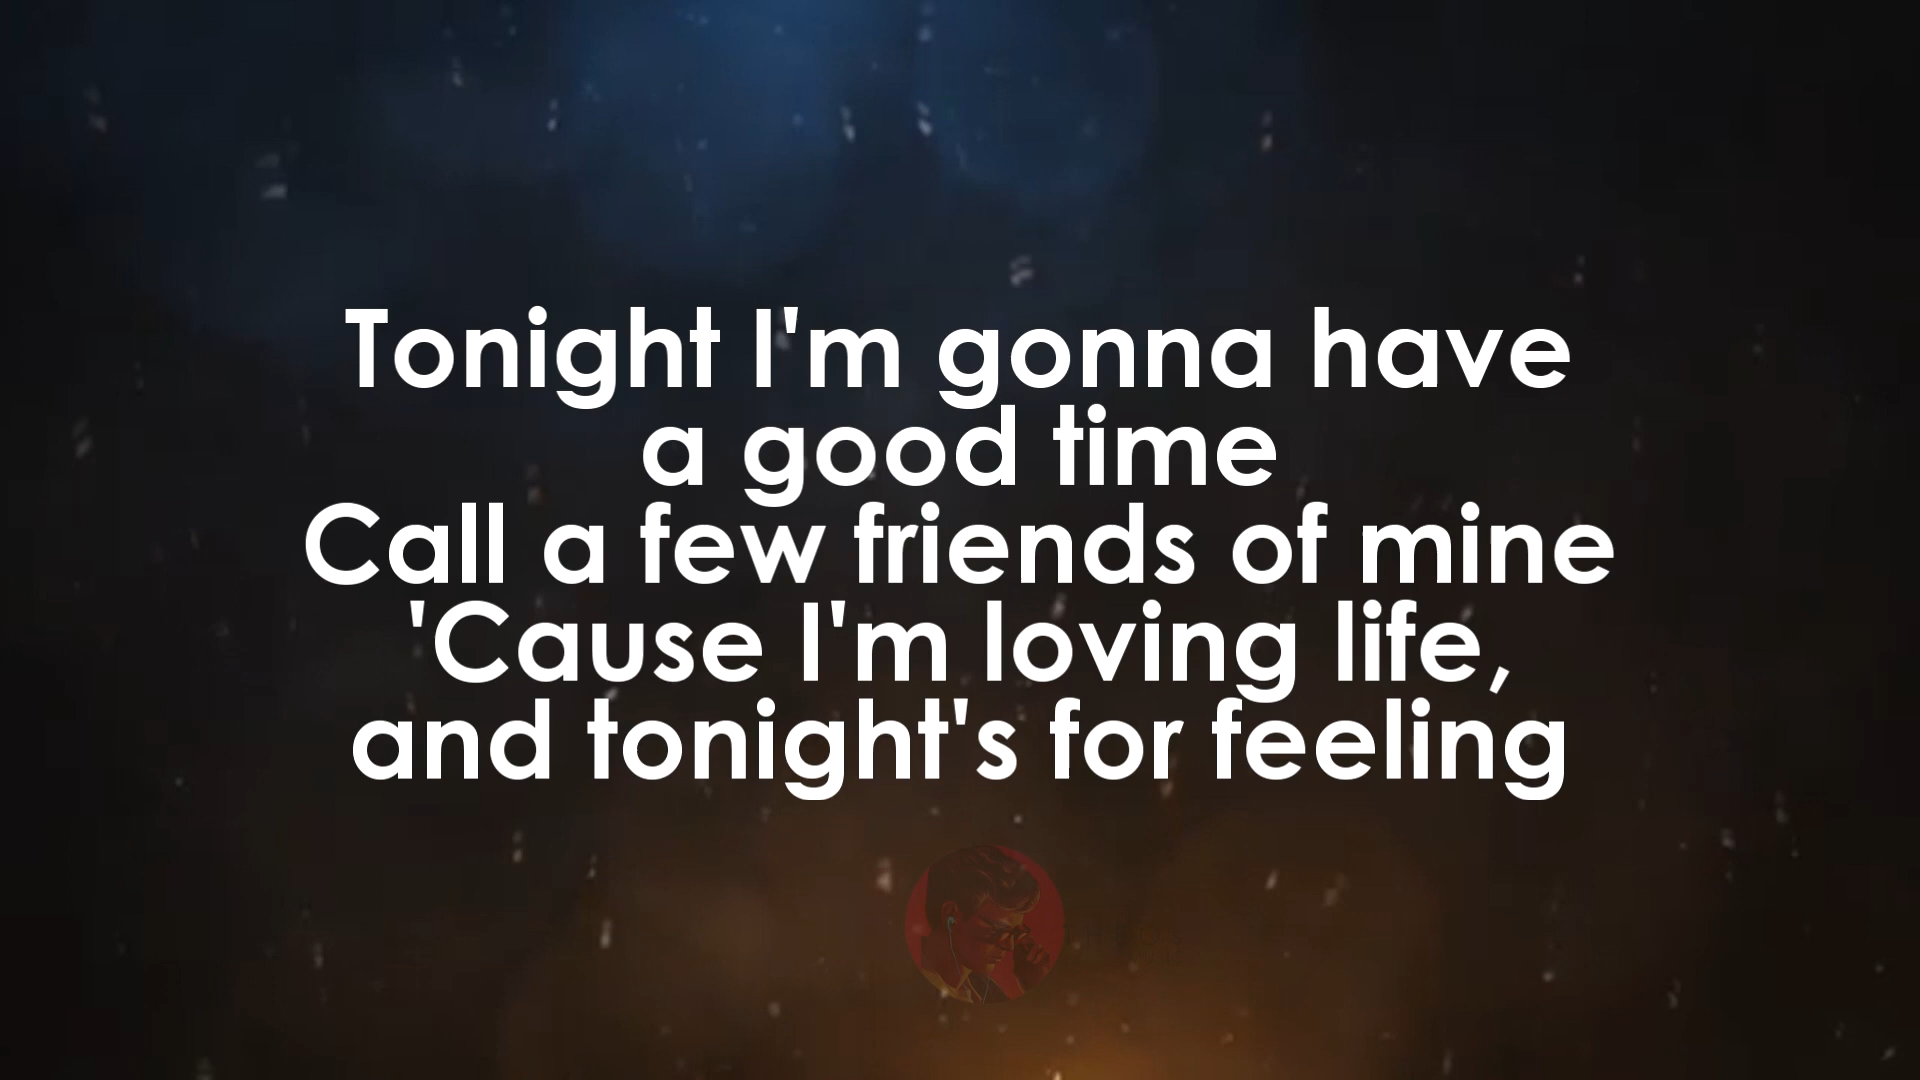 Tonight I'm gonna have
a good time
Call a few friends of mine
'Cause I'm loving life,
and tonight's for feeling